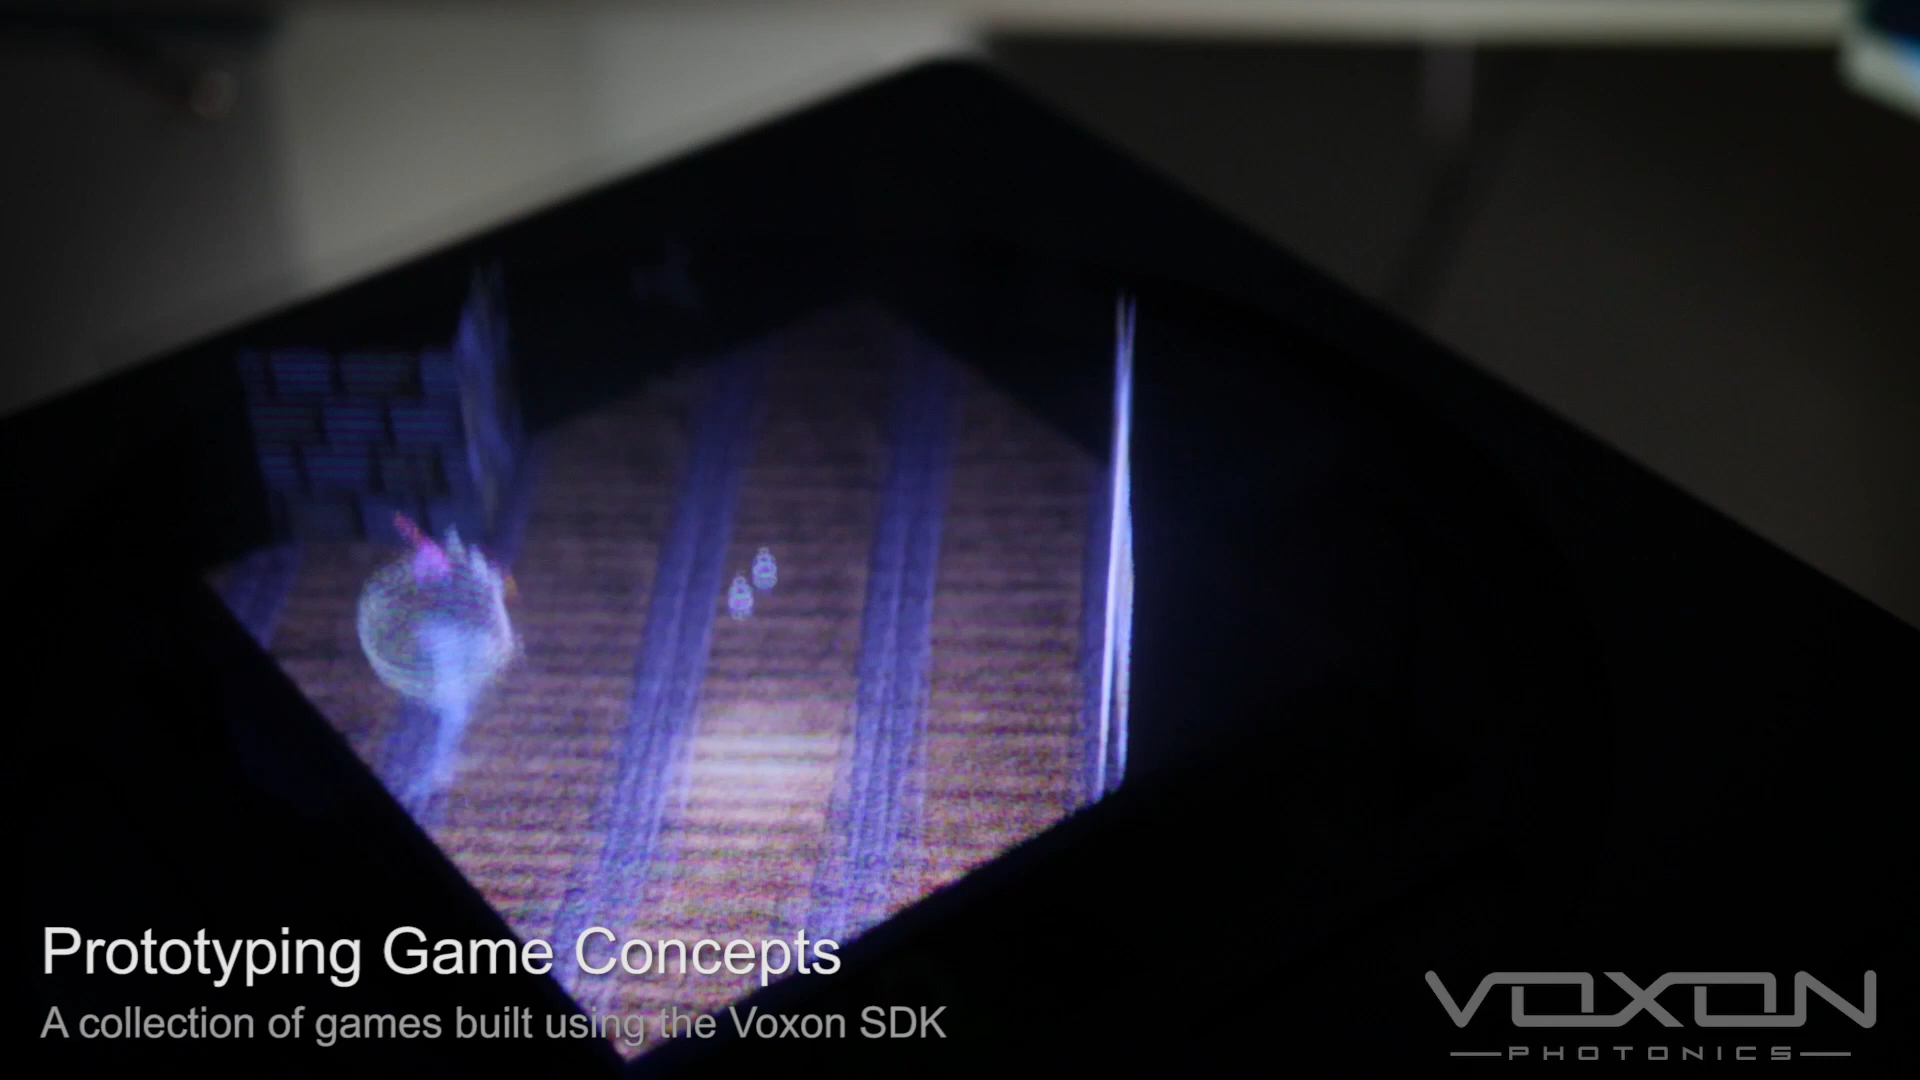 Prototyping Game Concepts
A collection of games built using the Voxon SDK
VOXON
PHOTONICS